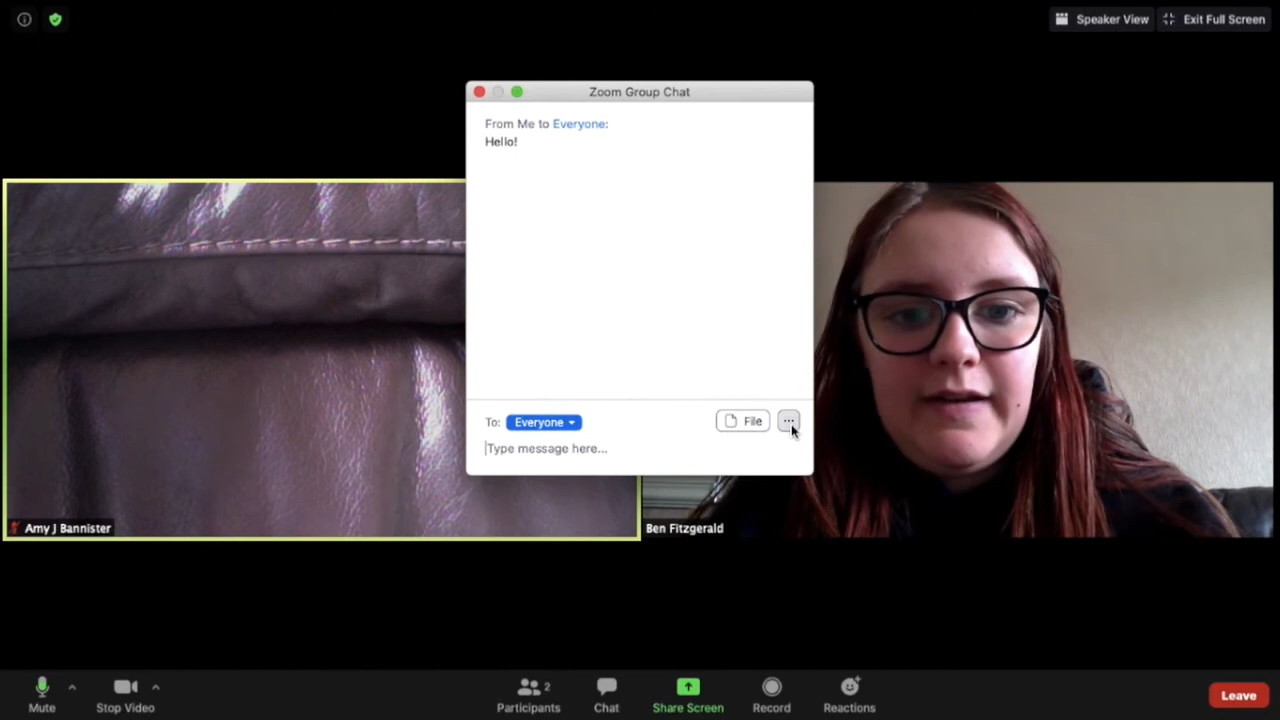 Speaker View
Exit Full Screen
Zoom Group Chat
From Me to Everyone:
Hello!
To: Everyone
File
...
Type message here...
Amy J Bannister
Ben Fitzgerald
Mute
Stop Video
Participants 2
Chat
Share Screen
Record
Reactions
Leave